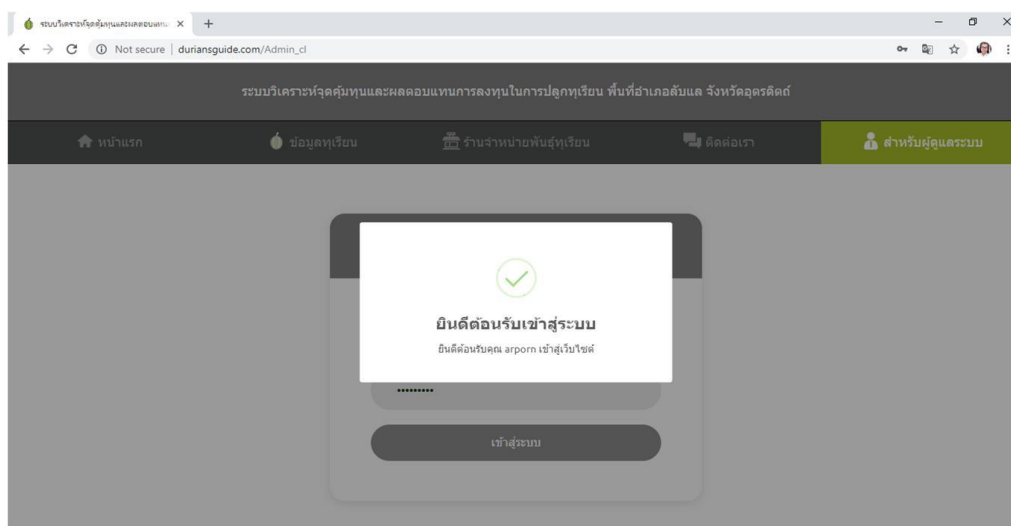 ระบบวิเคราะห์จุดคุ้มทุนและผลตอบแทน
Not secure | duriansguide.com/Admin_cl
ระบบวิเคราะห์จุดคุ้มทุนและผลตอบแทนการลงทุนในการปลูกทุเรียน พื้นที่อำเภอลับแล จังหวัดอุตรดิตถ์
หน้าแรก ข้อมูลทุเรียน ร้านจำหน่ายพันธุ์ทุเรียน ติดต่อเรา สำหรับผู้ดูแลระบบ
ยินดีต้อนรับเข้าสู่ระบบ
ยินดีต้อนรับคุณ arporn เข้าสู่เว็บไซต์
เข้าสู่ระบบ